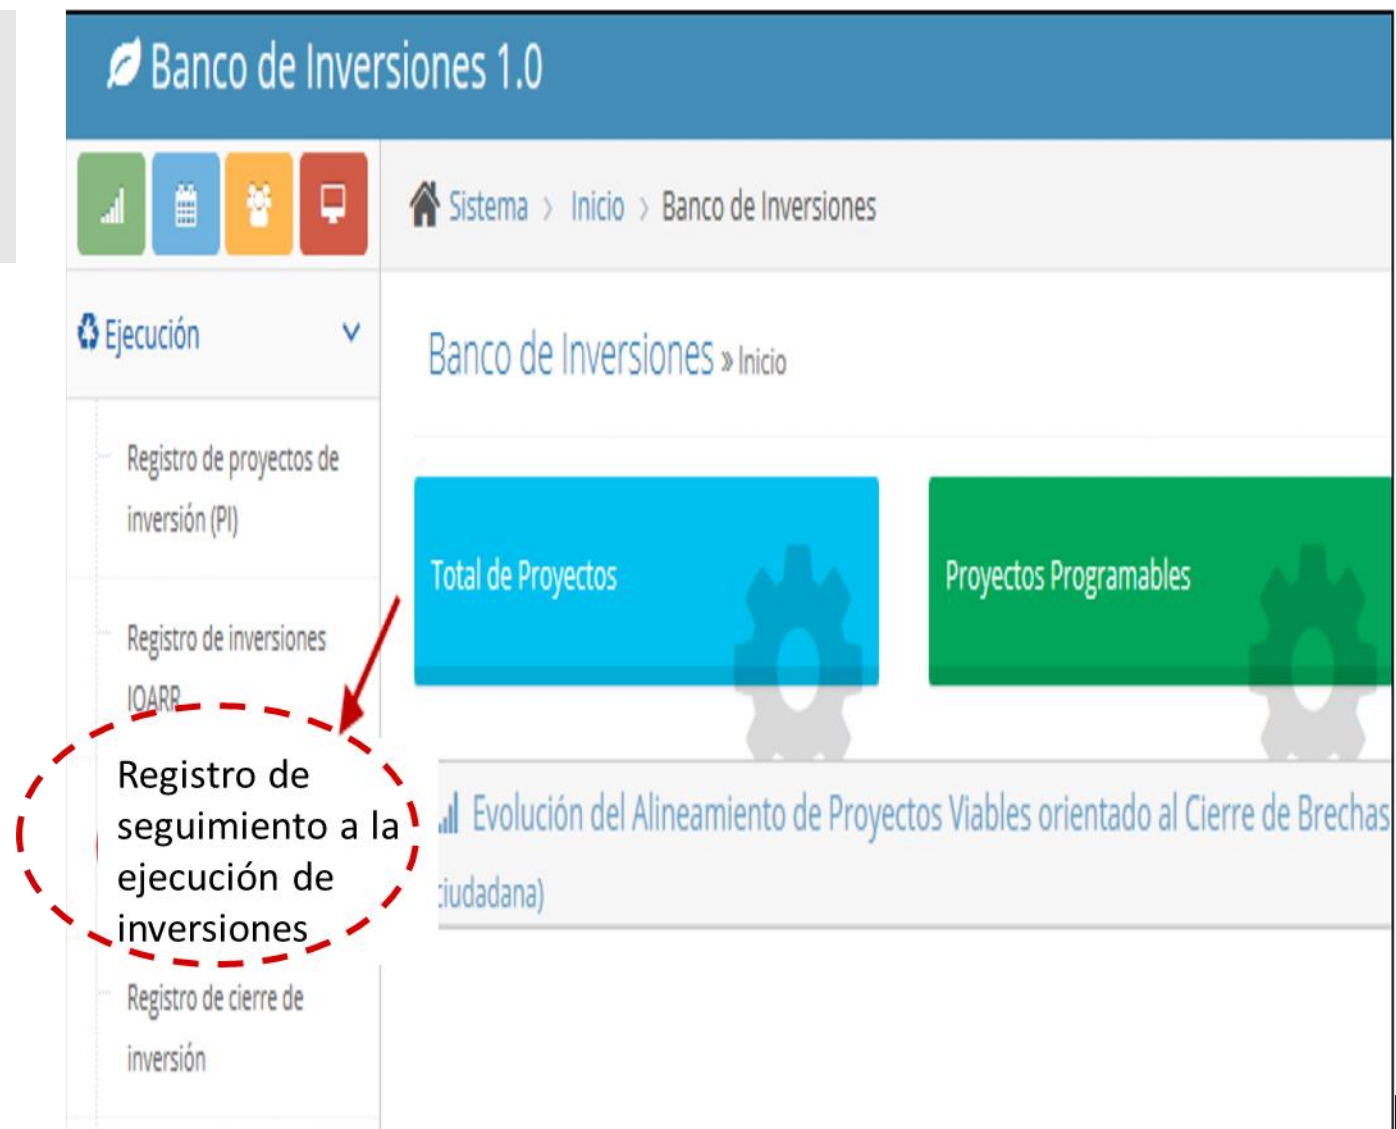 Banco de Inversiones 1.0
Sistema > Inicio > Banco de Inversiones
Ejecución
Banco de Inversiones » Inicio
Registro de proyectos de
inversión (PI)
Total de Proyectos
Proyectos Programables
Registro de inversiones
IOARR
Registro de
seguimiento a la
ejecución de
inversiones
Evolución del Alineamiento de Proyectos Viables orientado al Cierre de Brechas
ciudadana)
Registro de cierre de
inversión